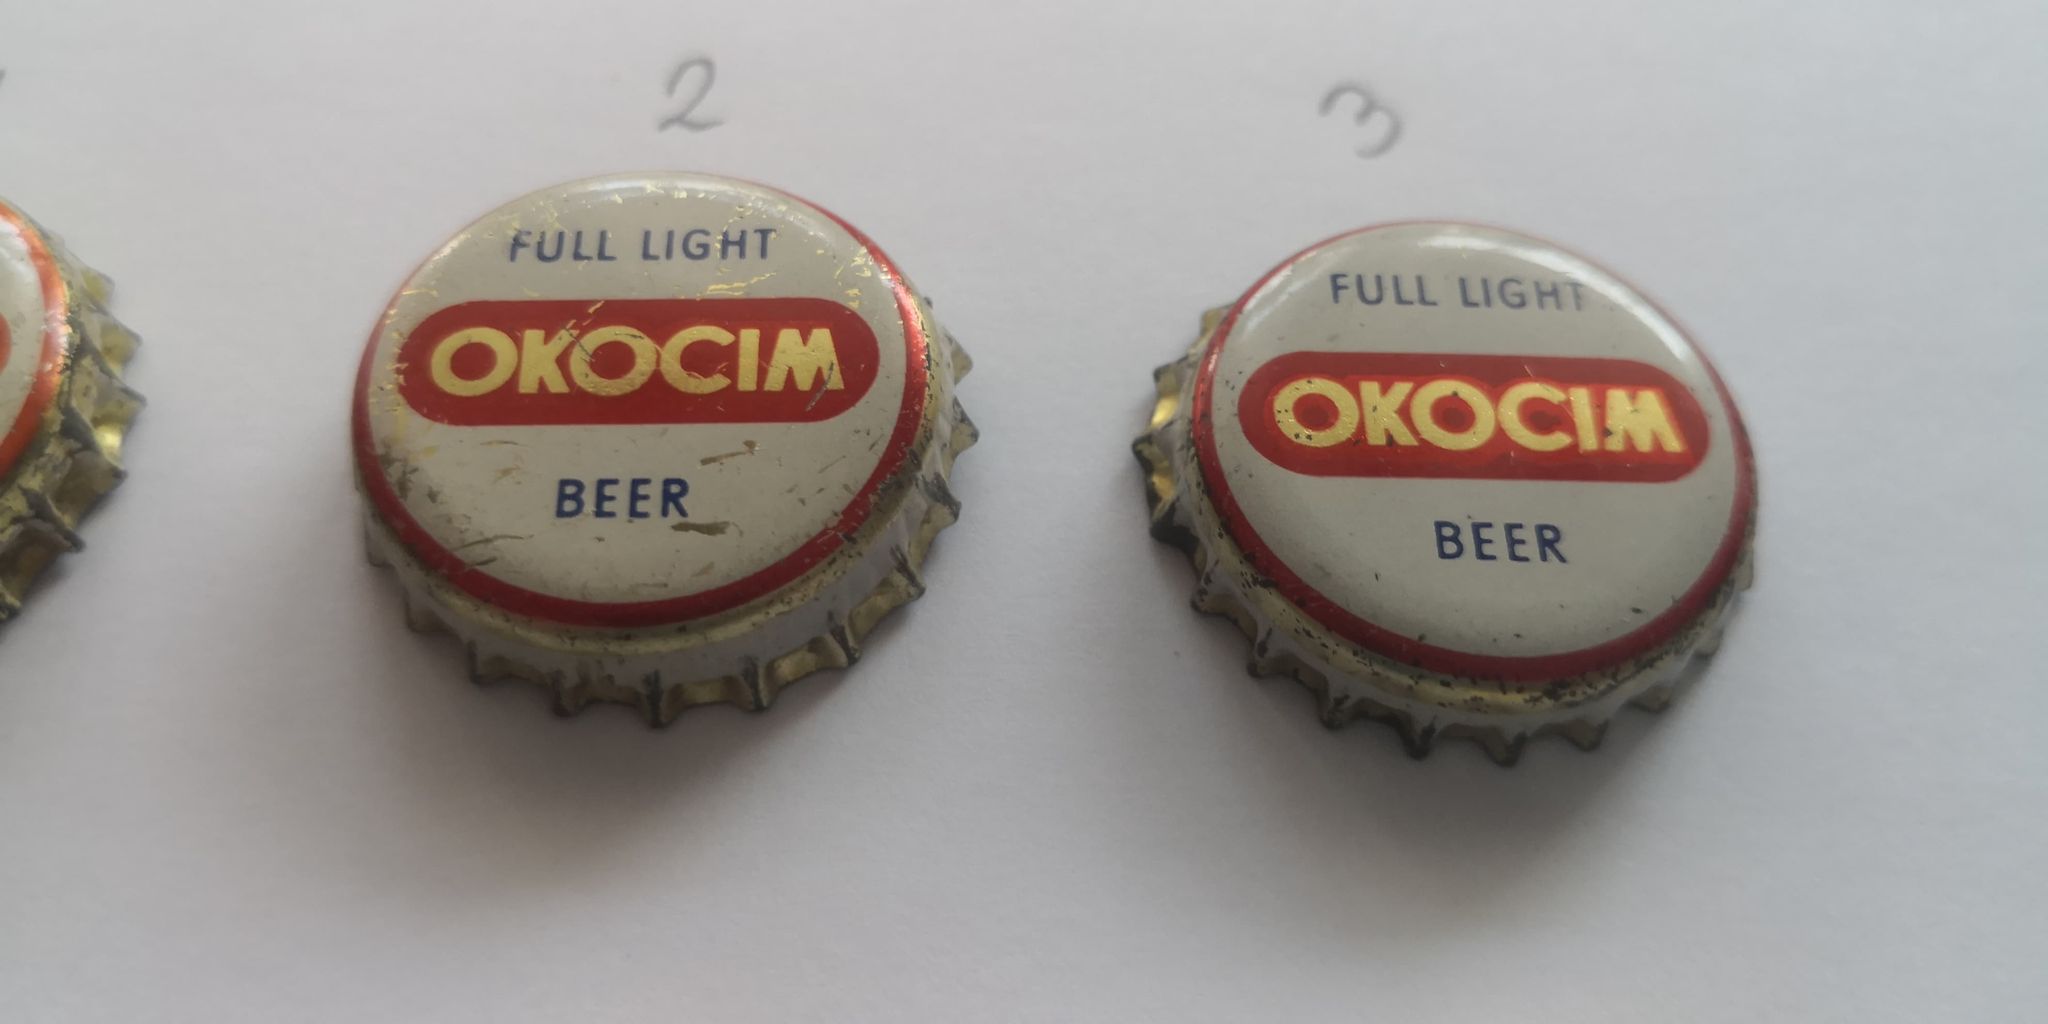 2
3
FULL LIGHT
OKOCIM
BEER
FULL LIGHT
OKOCIM
BEER